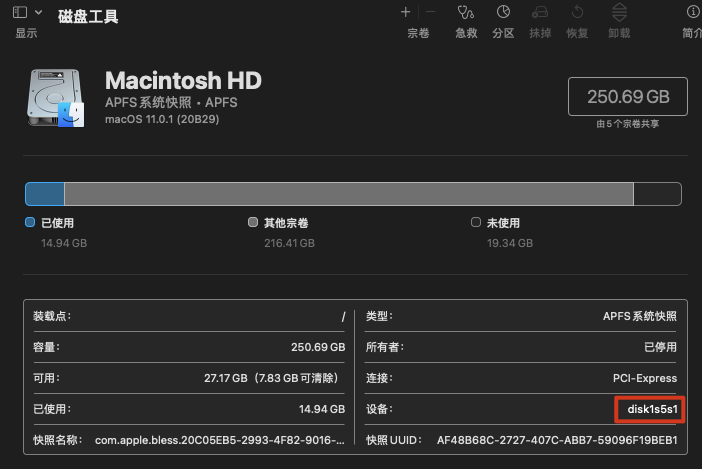 磁盘工具
显示 宗卷 急救 分区 抹掉 恢复 卸载 简介
Macintosh HD
APFS 系统快照 • APFS
macOS 11.0.1 (20B29)
250.69 GB
由 5 个宗卷共享
已使用 其他宗卷 未使用
14.94 GB 216.41 GB 19.34 GB
装载点: / 类型: APFS 系统快照
容量: 250.69 GB 所有者: 已停用
可用: 27.17 GB（7.83 GB 可清除） 连接: PCI-Express
已使用: 14.94 GB 设备: disk1s5s1
快照名称: com.apple.bless.20C05EB5-2993-4F82-9016-... 快照 UUID: AF48B68C-2727-407C-ABB7-59096F19BEB1